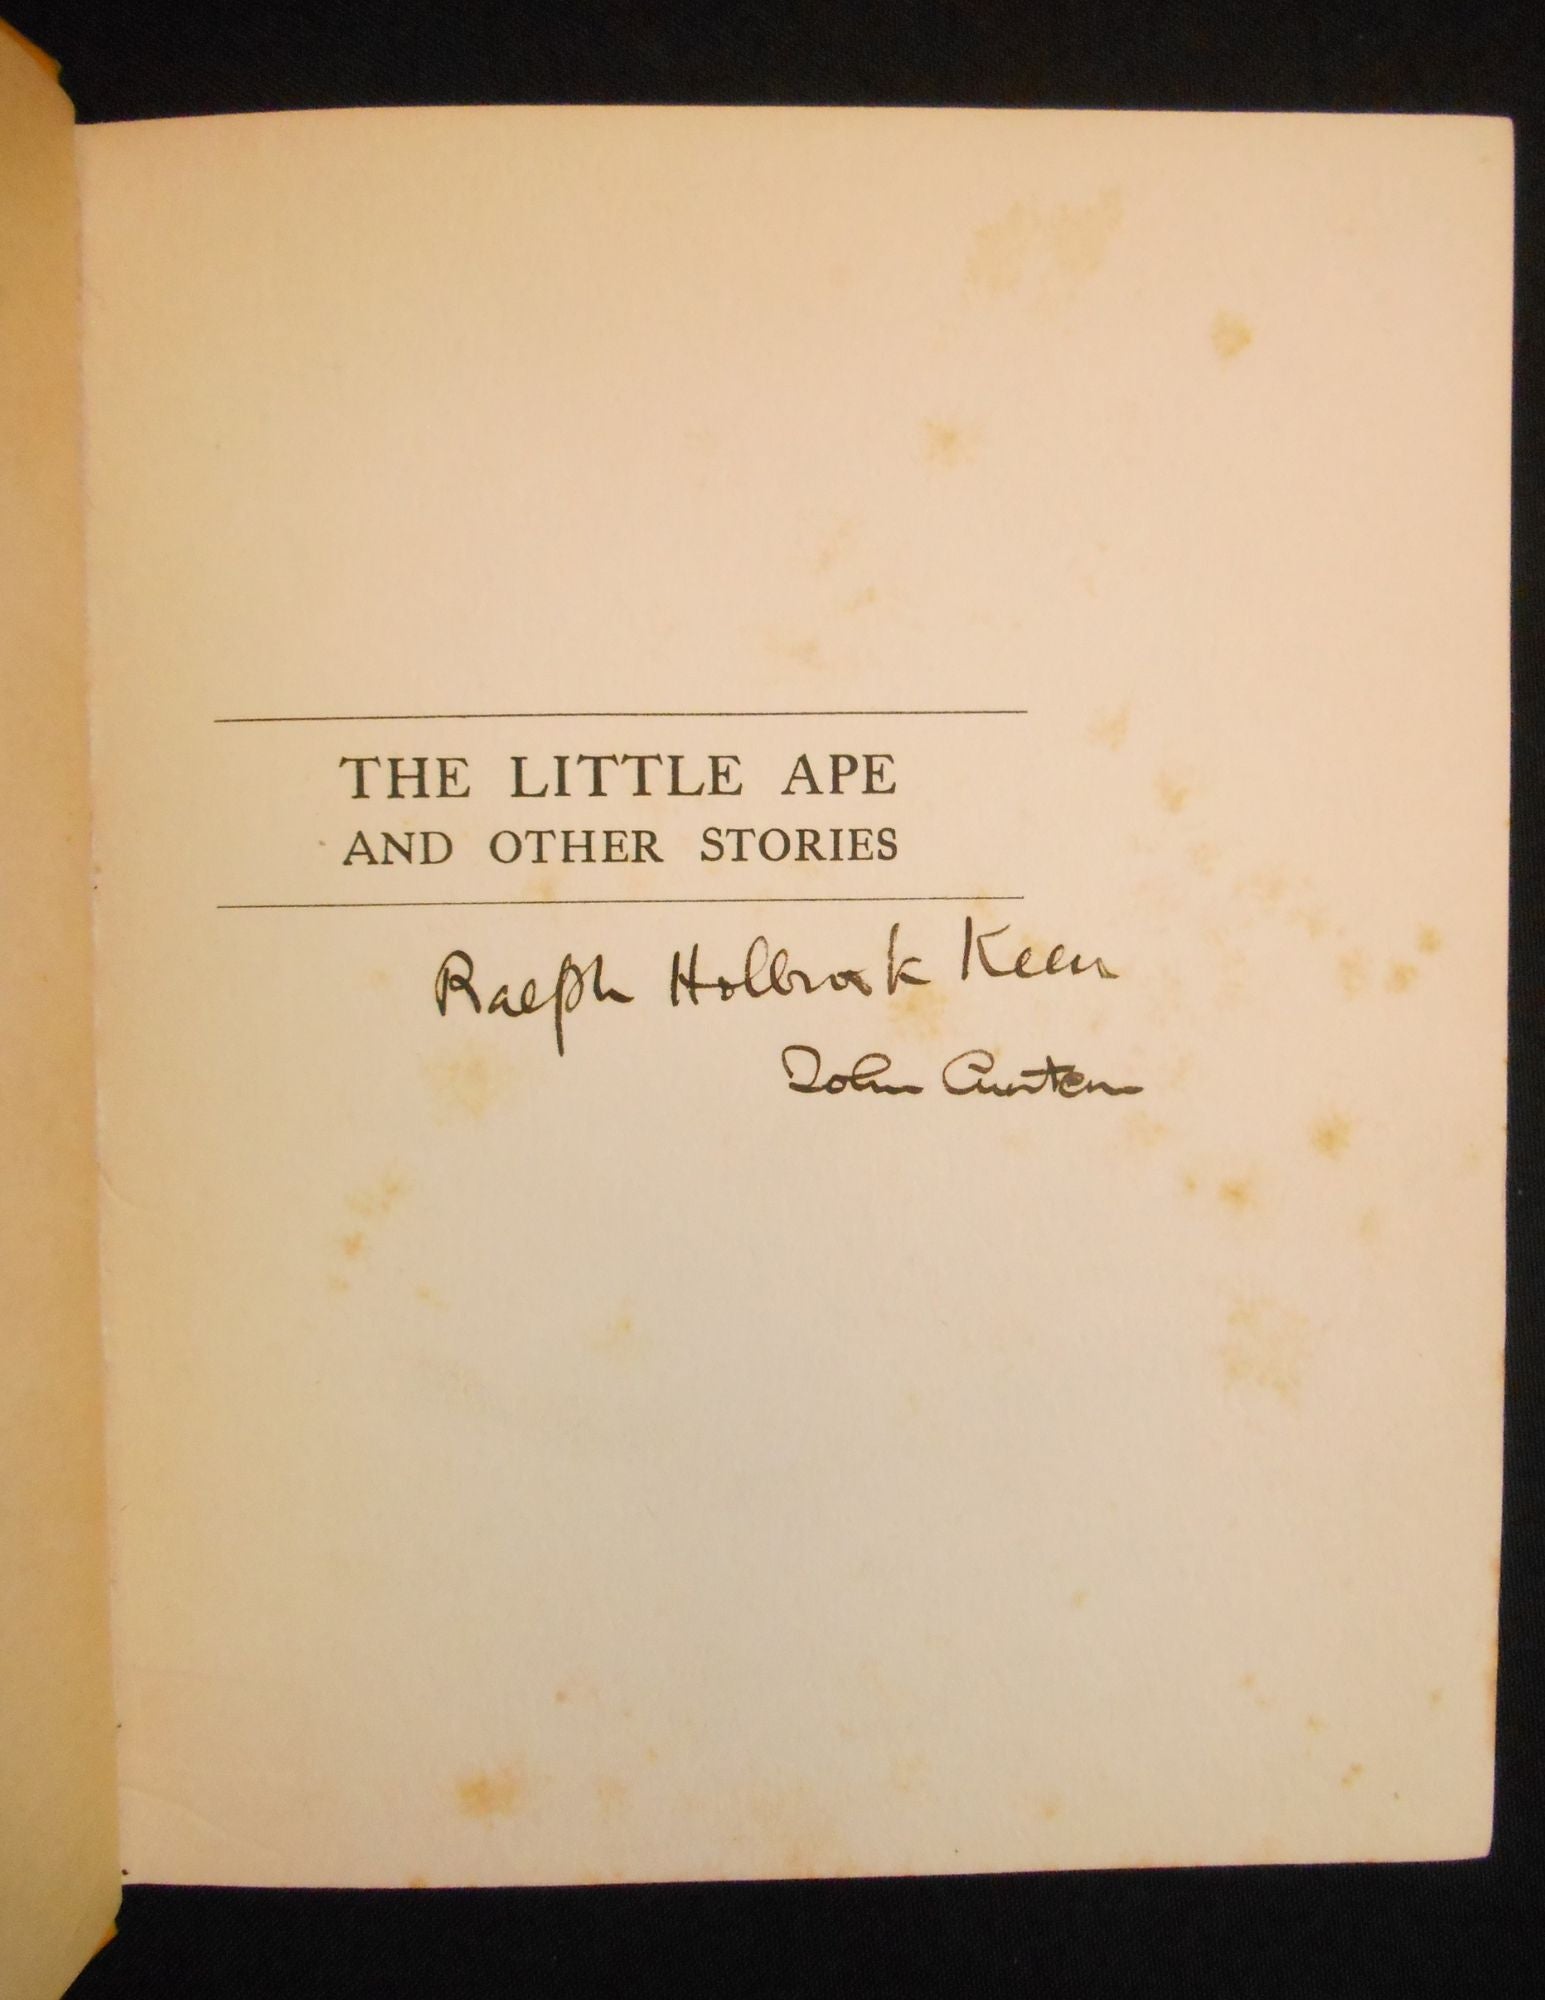 THE LITTLE APE
AND OTHER STORIES
Ralph Holbrook Keen
John Austen